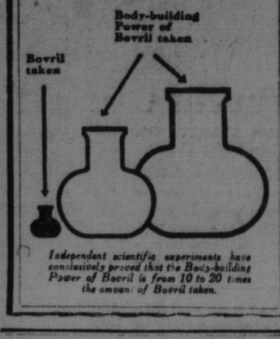 Body-building
Power of
Bovril taken
Bovril
taken
Independent scientific experiments have
conclusively proved that the Body-building
Power of Bovril is from 10 to 20 times
the amount of Bovril taken.